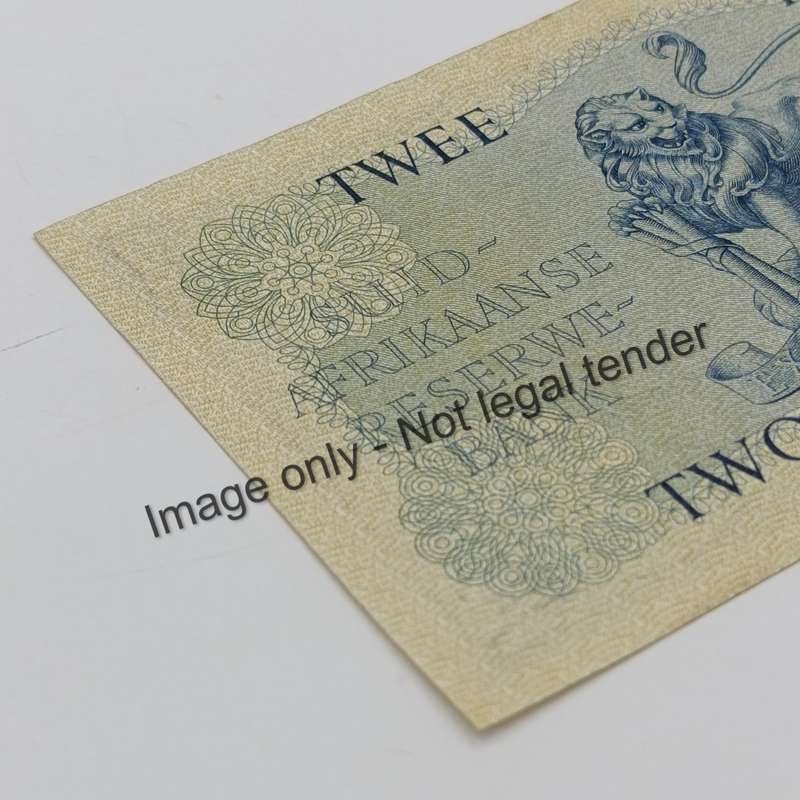 TWEE
SUID-
AFRIKAANSE
RESERWE-
BANK
Image only - Not legal tender
TWO